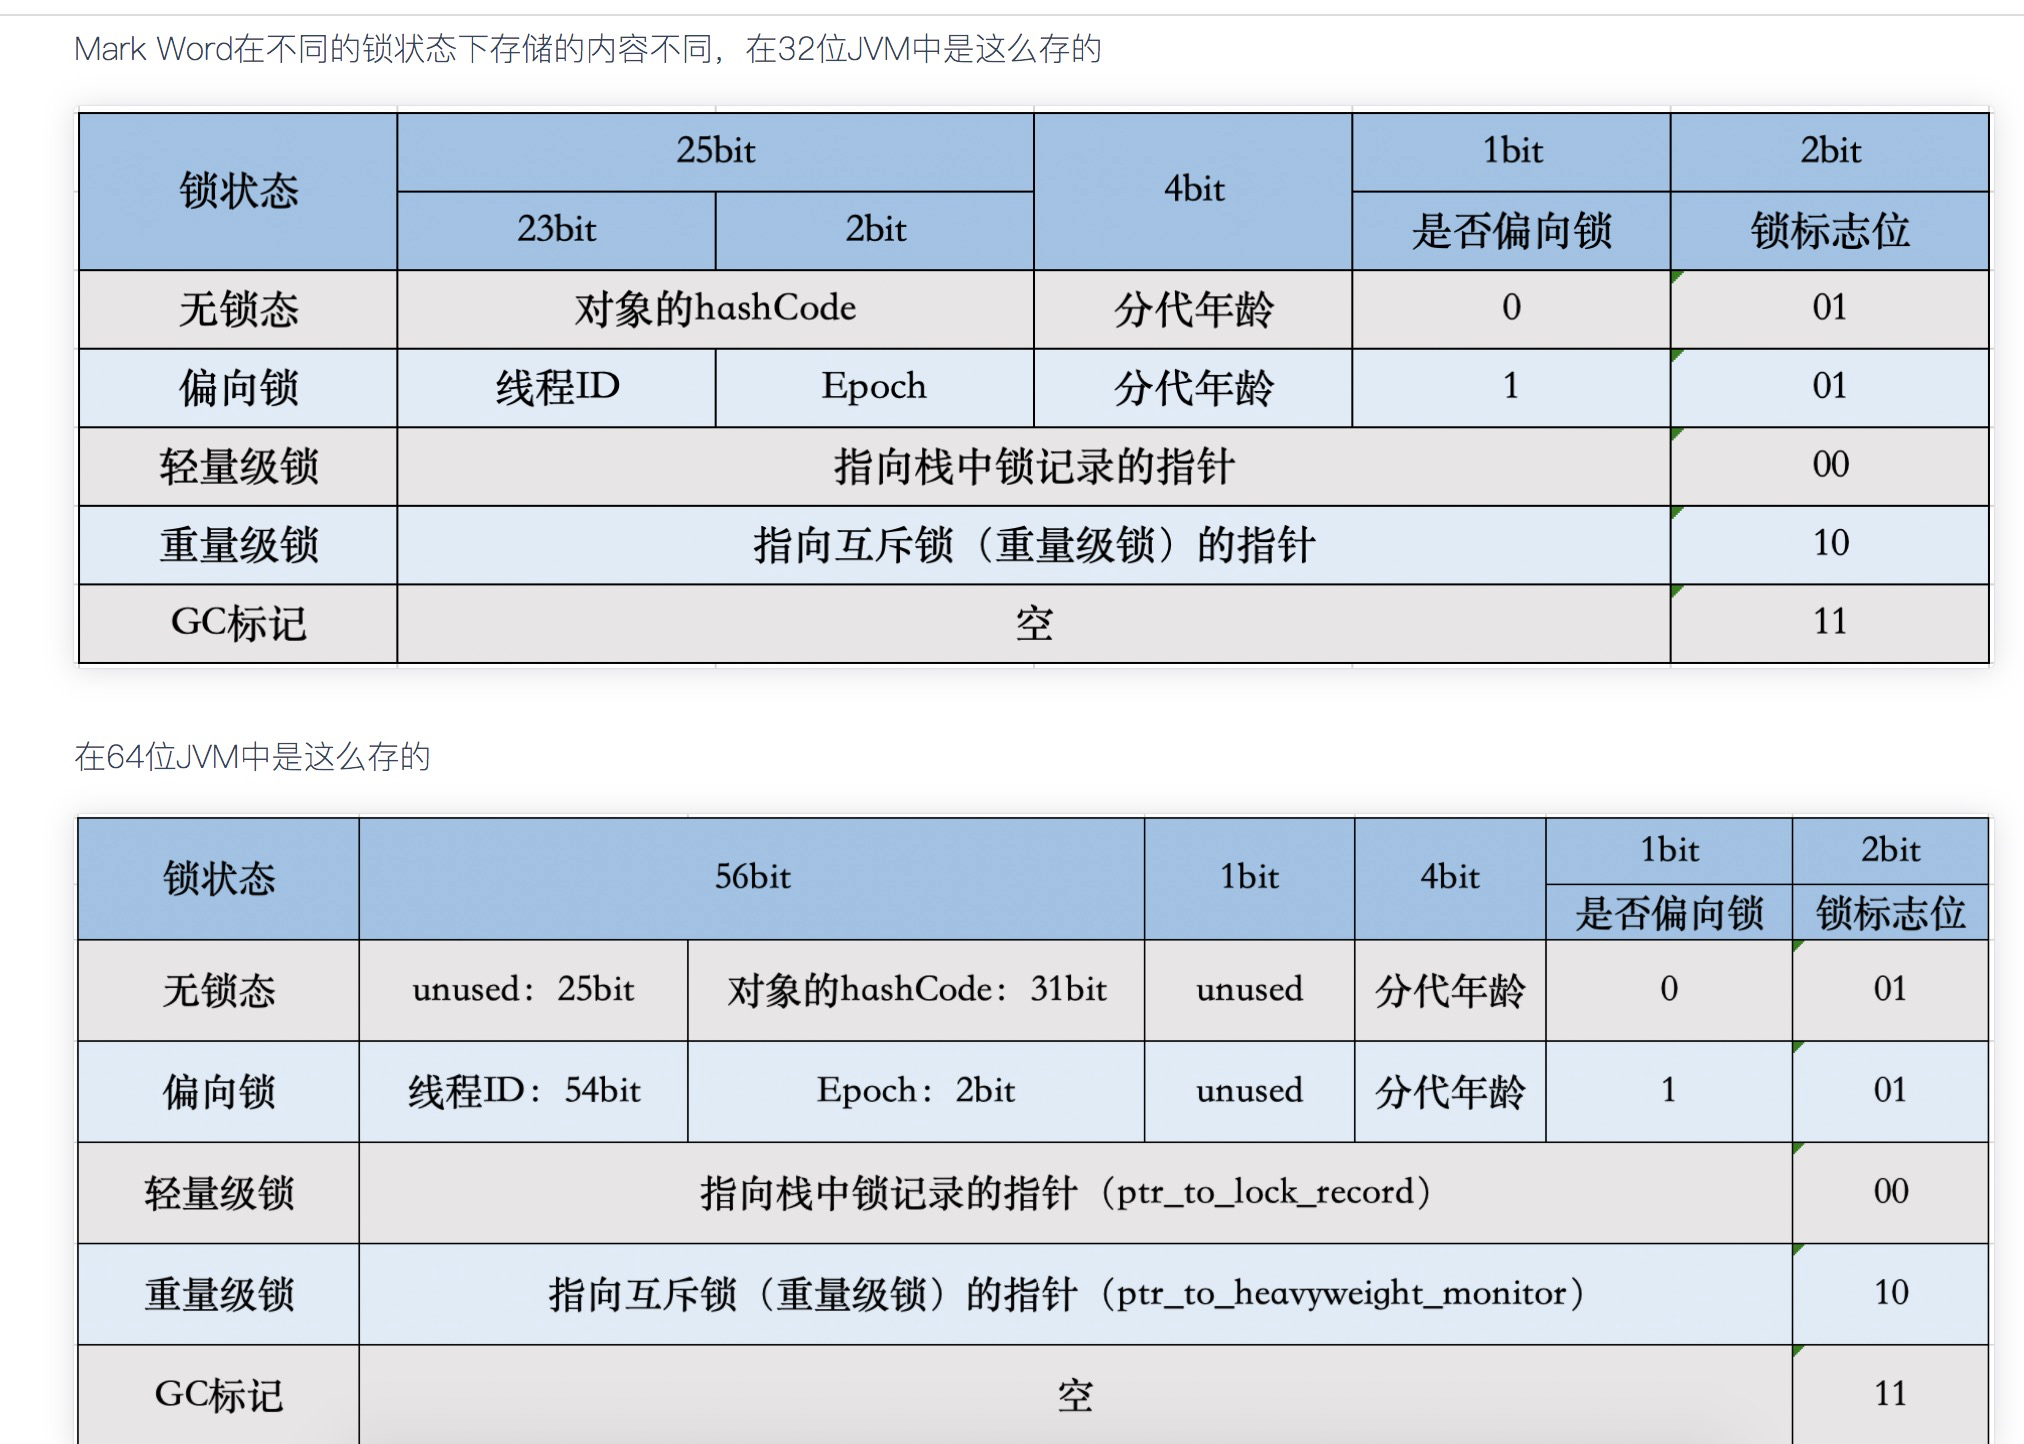 Mark Word在不同的锁状态下存储的内容不同，在32位JVM中是这么存的
锁状态 25bit 4bit 1bit 2bit
23bit 2bit 是否偏向锁 锁标志位
无锁态 对象的hashCode 分代年龄 0 01
偏向锁 线程ID Epoch 分代年龄 1 01
轻量级锁 指向栈中锁记录的指针 00
重量级锁 指向互斥锁（重量级锁）的指针 10
GC标记 空 11
在64位JVM中是这么存的
锁状态 56bit 1bit 4bit 1bit 2bit
是否偏向锁 锁标志位
无锁态 unused：25bit 对象的hashCode：31bit unused 分代年龄 0 01
偏向锁 线程ID：54bit Epoch：2bit unused 分代年龄 1 01
轻量级锁 指向栈中锁记录的指针（ptr_to_lock_record） 00
重量级锁 指向互斥锁（重量级锁）的指针（ptr_to_heavyweight_monitor） 10
GC标记 空 11